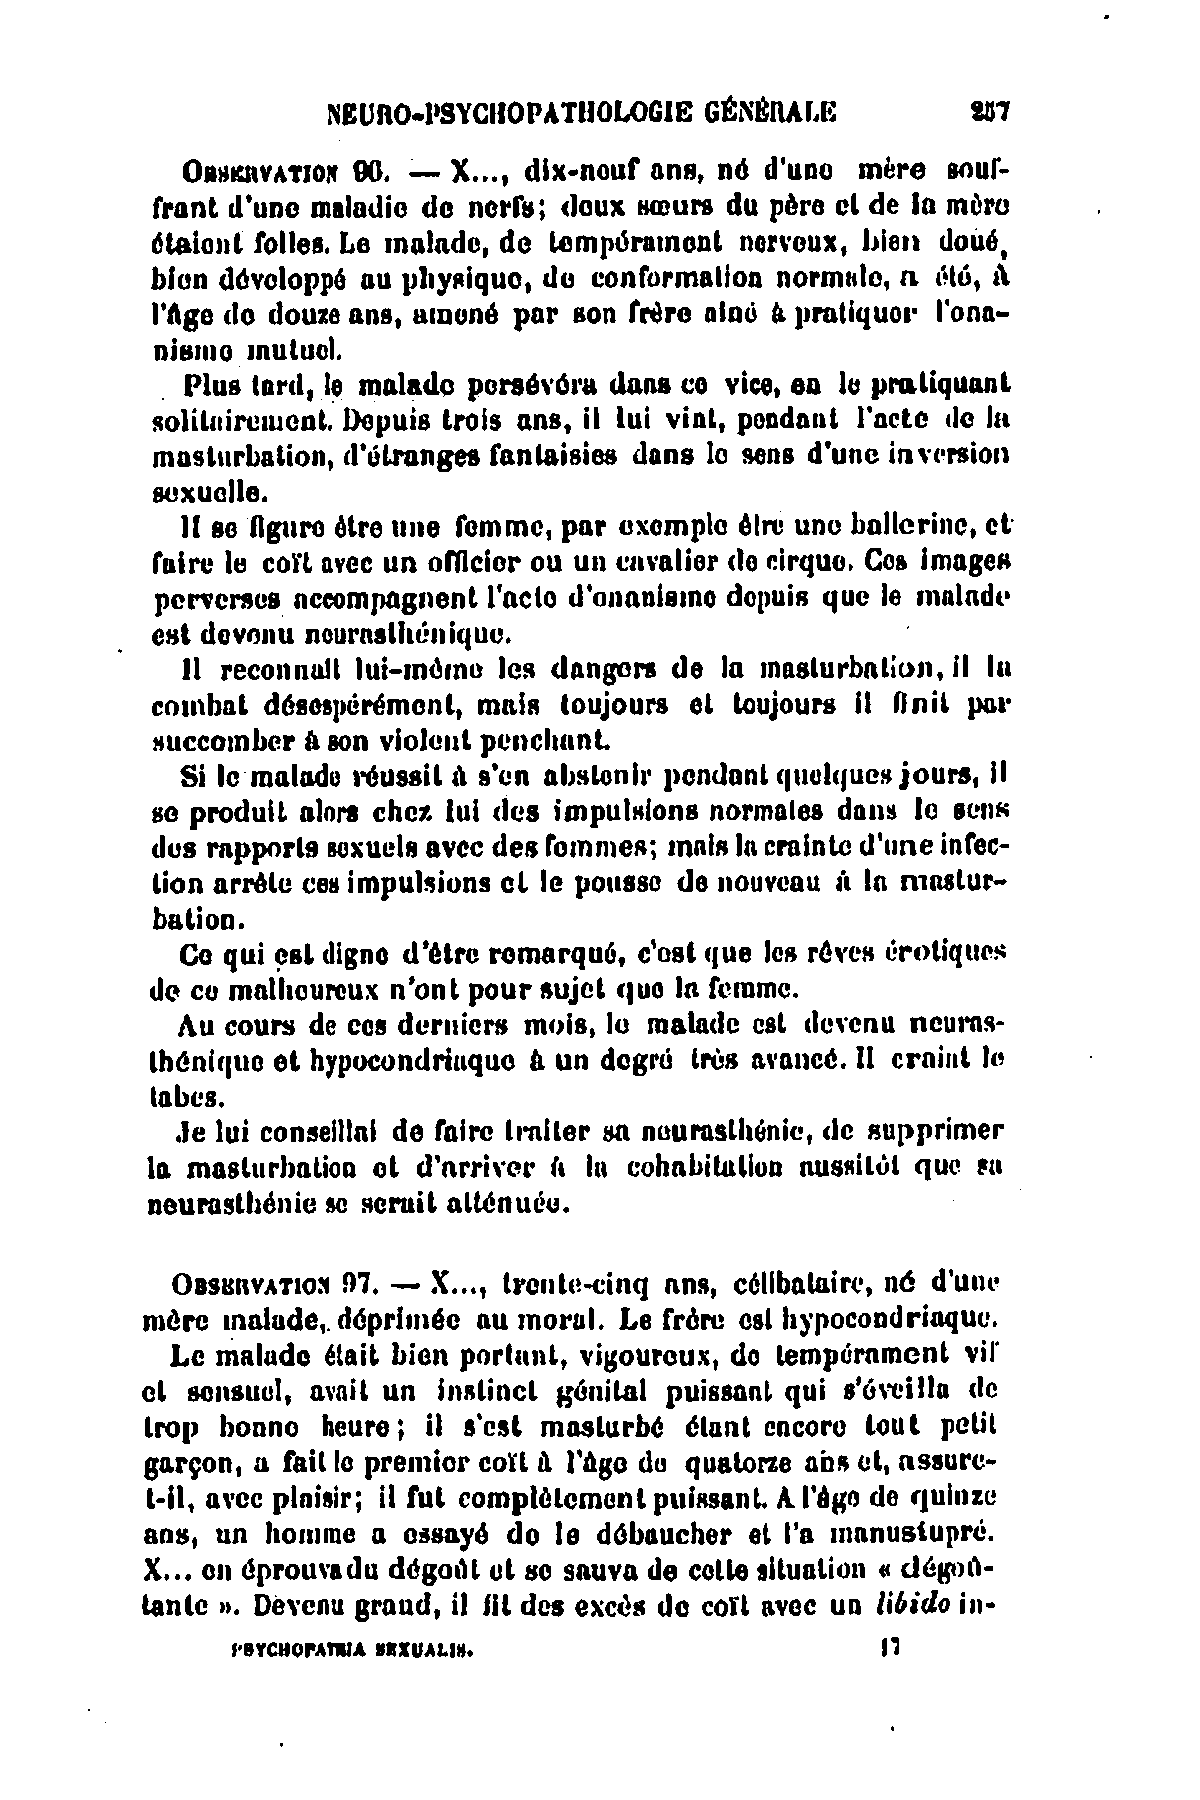 NEURO-PSYCHOPATHOLOGIE GÉNÉRALE 257
OBSERVATION 96. — X..., dix-neuf ans, né d'une mère souf-
frant d'une maladie de nerfs; deux sœurs du père et de la mère
étaient folles. Le malade, de tempérament nerveux, bien doué,
bien développé au physique, de conformation normale, a été, à
l'âge de douze ans, amené par son frère aîné à pratiquer l'ona-
nisme mutuel.
Plus tard, le malade persévéra dans ce vice, en le pratiquant
solitairement. Depuis trois ans, il lui vint, pendant l'acte de la
masturbation, d'étranges fantaisies dans le sens d'une inversion
sexuelle.
Il se figure être une femme, par exemple être une ballerine, et
faire le coït avec un officier ou un cavalier de cirque. Ces images
perverses accompagnent l'acte d'onanisme depuis que le malade
est devenu neurasthénique.
Il reconnaît lui-même les dangers de la masturbation, il la
combat désespérément, mais toujours et toujours il finit par
succomber à son violent penchant.
Si le malade réussit à s'en abstenir pendant quelques jours, il
se produit alors chez lui des impulsions normales dans le sens
des rapports sexuels avec des femmes; mais la crainte d'une infec-
tion arrête ces impulsions et le pousse de nouveau à la mastur-
bation.
Ce qui est digne d'être remarqué, c'est que les rêves érotiques
de ce malheureux n'ont pour sujet que la femme.
Au cours de ces derniers mois, le malade est devenu neuras-
thénique et hypocondriaque à un degré très avancé. Il craint le
tabes.
Je lui conseillai de faire traiter sa neurasthénie, de supprimer
la masturbation et d'arriver à la cohabitation aussitôt que sa
neurasthénie se serait atténuée.
OBSERVATION 97. — X..., trente-cinq ans, célibataire, né d'une
mère malade, déprimée au moral. Le frère est hypocondriaque.
Le malade était bien portant, vigoureux, de tempérament vif
et sensuel, avait un instinct génital puissant qui s'éveilla de
trop bonne heure; il s'est masturbé étant encore tout petit
garçon, a fait le premier coït à l'âge de quatorze ans et, assure-
t-il, avec plaisir; il fut complètement puissant. A l'âge de quinze
ans, un homme a essayé de le débaucher et l'a manustupré.
X... en éprouva du dégoût et se sauva de cette situation « dégoû-
tante ». Devenu grand, il fit des excès de coït avec un libido in-
PSYCHOPATHIA SEXUALIS. 17